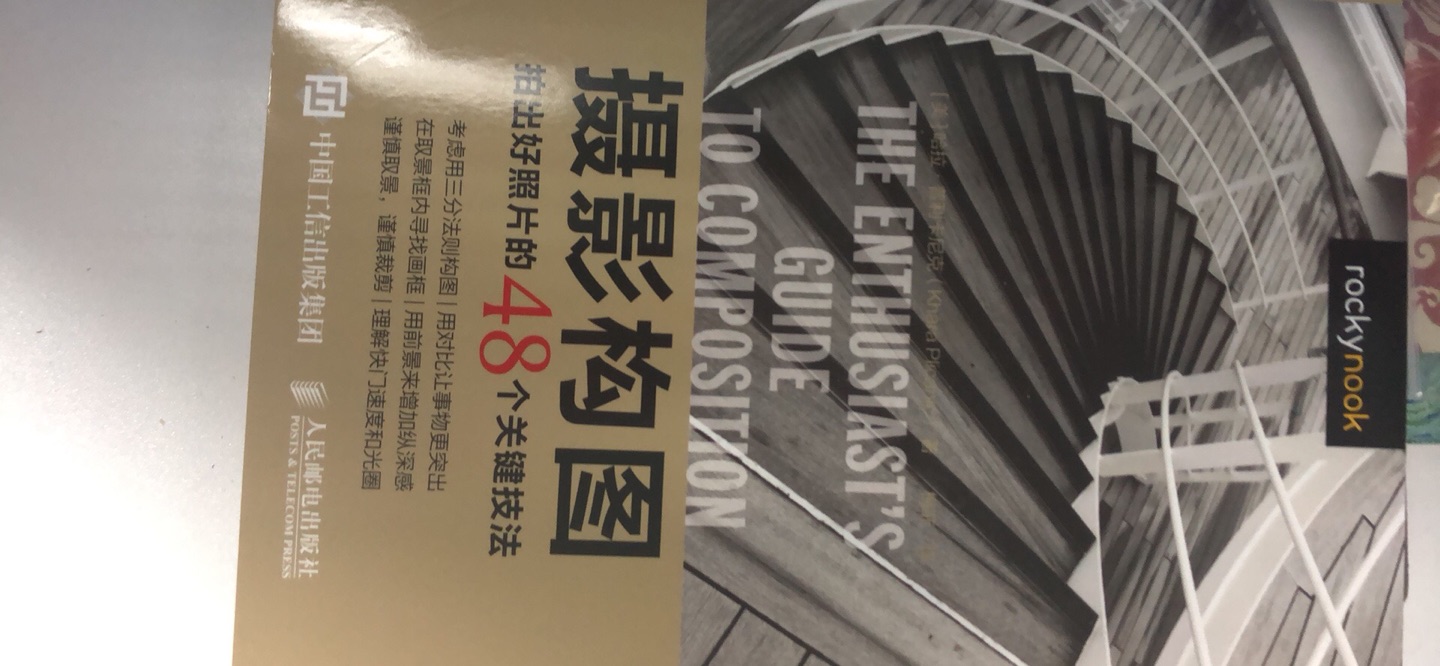 rockynook
THE ENTHUSIAST'S
GUIDE
TO COMPOSITION
摄影构图
拍出好照片的48个关键技法
考虑用三分法则构图 | 用对比让事物更突出
在取景框内寻找画框 | 用前景来增加纵深感
谨慎取景，谨慎裁剪 | 理解快门速度和光圈
中国工信出版集团
人民邮电出版社
POSTS & TELECOM PRESS